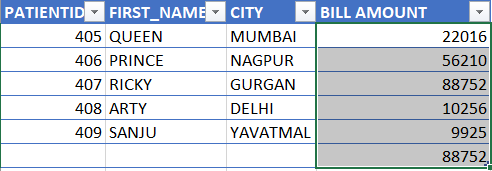 PATIENTID FIRST_NAME CITY BILL AMOUNT
405 QUEEN MUMBAI 22016
406 PRINCE NAGPUR 56210
407 RICKY GURGAN 88752
408 ARTY DELHI 10256
409 SANJU YAVATMAL 9925
88752